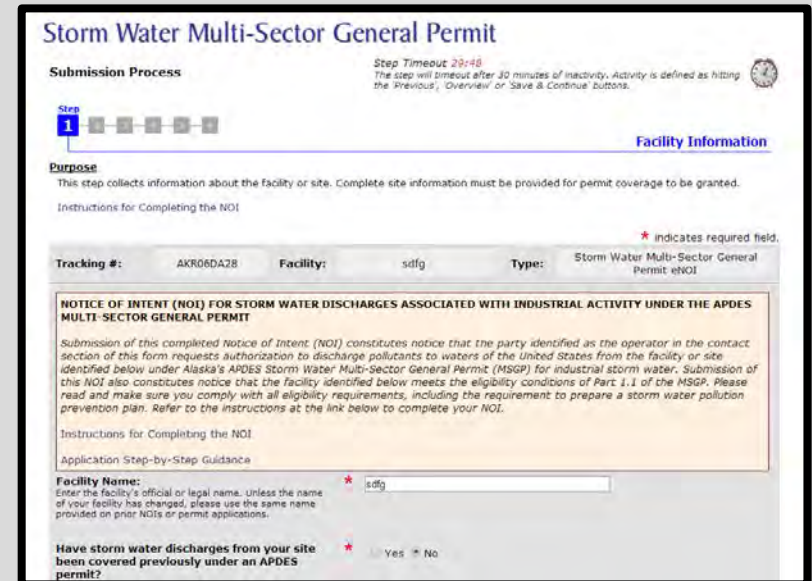 Storm Water Multi-Sector General Permit
Submission Process
Step Timeout 29:48
The step will timeout after 30 minutes of inactivity. Activity is defined as hitting
the 'Previous', 'Overview' or 'Save & Continue' buttons.
Step
1
Facility Information
Purpose
This step collects information about the facility or site. Complete site information must be provided for permit coverage to be granted.
Instructions for Completing the NOI
* indicates required field.
Tracking #: AKR06DA28 Facility: sdfg Type: Storm Water Multi-Sector General
Permit eNOI
NOTICE OF INTENT (NOI) FOR STORM WATER DISCHARGES ASSOCIATED WITH INDUSTRIAL ACTIVITY UNDER THE APDES
MULTI-SECTOR GENERAL PERMIT
Submission of this completed Notice of Intent (NOI) constitutes notice that the party identified as the operator in the contact
section of this form requests authorization to discharge pollutants to waters of the United States from the facility or site
identified below under Alaska's APDES Storm Water Multi-Sector General Permit (MSGP) for industrial storm water. Submission of
this NOI also constitutes notice that the facility identified below meets the eligibility conditions of Part 1.1 of the MSGP. Please
read and make sure you comply with all eligibility requirements, including the requirement to prepare a storm water pollution
prevention plan. Refer to the instructions at the link below to complete your NOI.
Instructions for Completing the NOI
Application Step-by-Step Guidance
Facility Name: * sdfg
Enter the facility's official or legal name. Unless the name
of your facility has changed, please use the same name
provided on prior NOIs or permit applications.
Have storm water discharges from your site * Yes No
been covered previously under an APDES
permit?